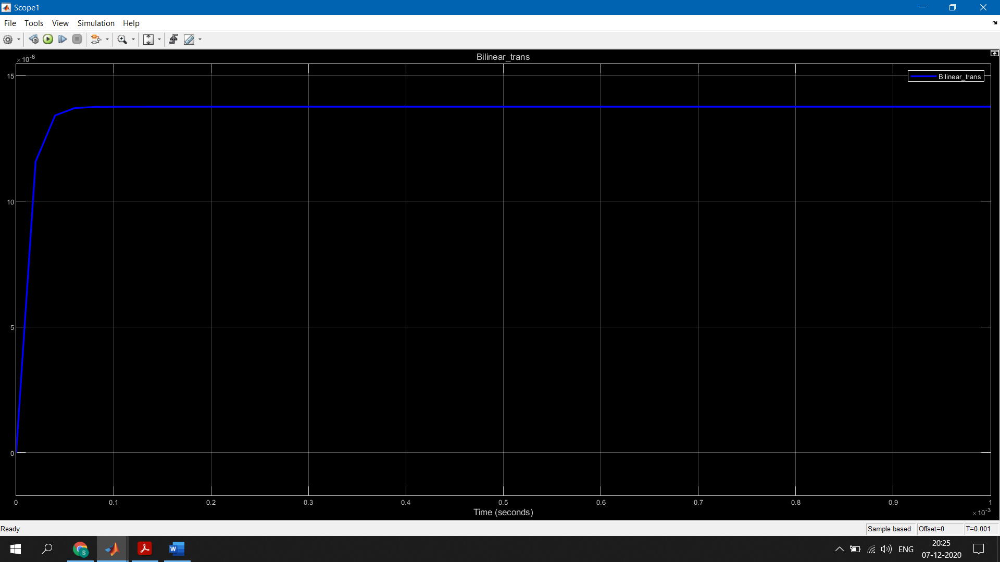 Scope1
File Tools View Simulation Help
×10-6
Bilinear_trans
Bilinear_trans
15
10
5
0
0 0.1 0.2 0.3 0.4 0.5 0.6 0.7 0.8 0.9 1
Time (seconds)
×10-3
Ready
Sample based Offset=0 T=0.001
S
W
ENG
20:25
07-12-2020